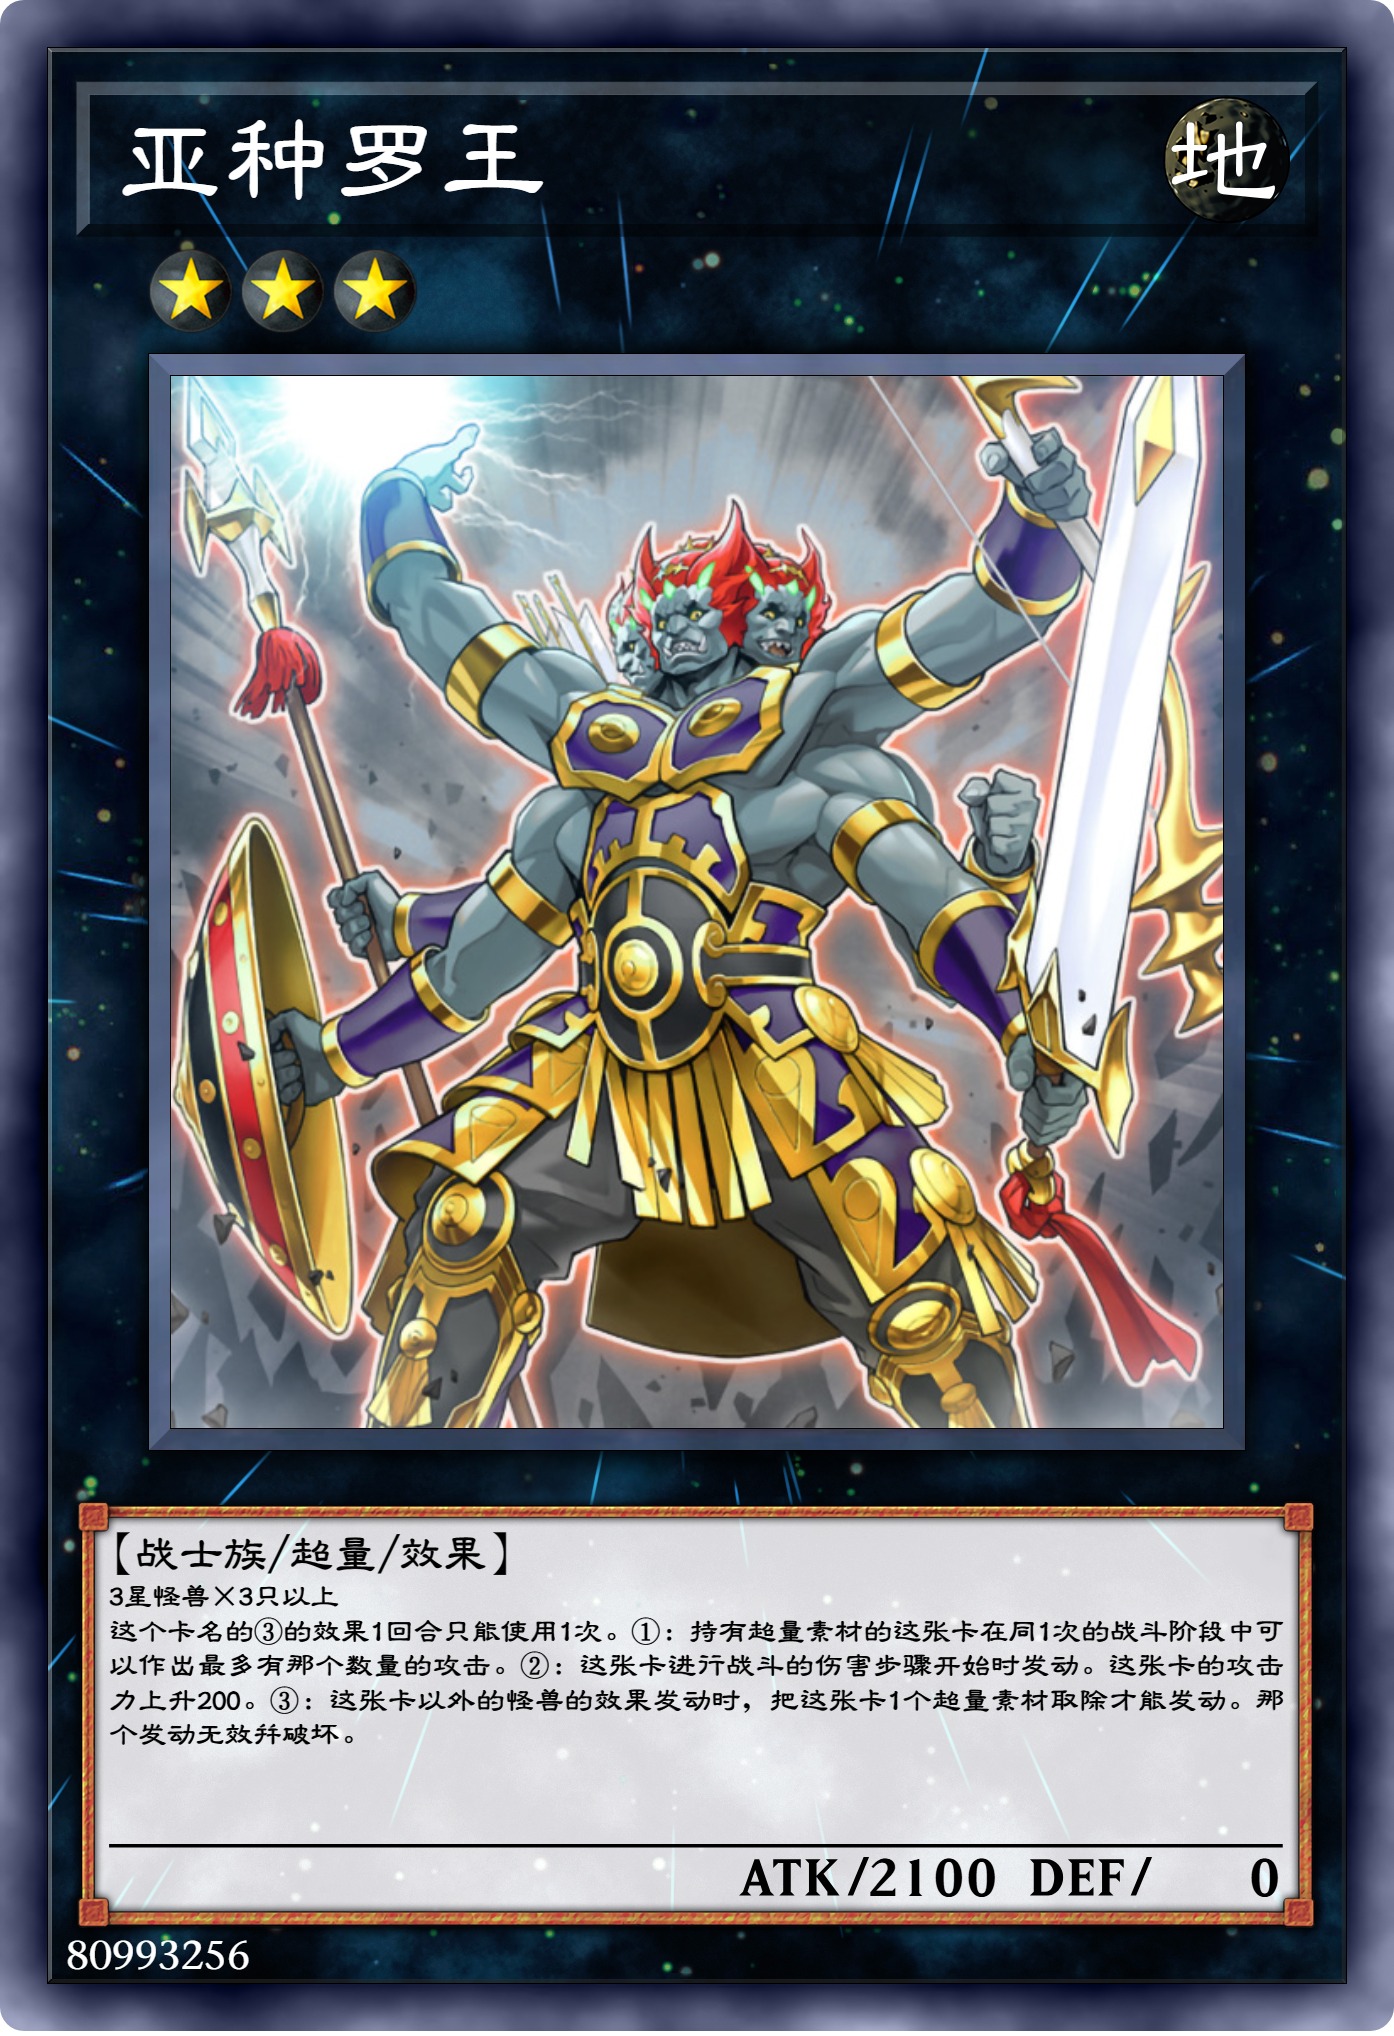 亚种罗王
地
【战士族/超量/效果】
3星怪兽×3只以上
这个卡名的③的效果1回合只能使用1次。①：持有超量素材的这张卡在同1次的战斗阶段中可
以作出最多有那个数量的攻击。②：这张卡进行战斗的伤害步骤开始时发动。这张卡的攻击
力上升200。③：这张卡以外的怪兽的效果发动时，把这张卡1个超量素材取除才能发动。那
个发动无效并破坏。
ATK/2100 DEF/ 0
80993256